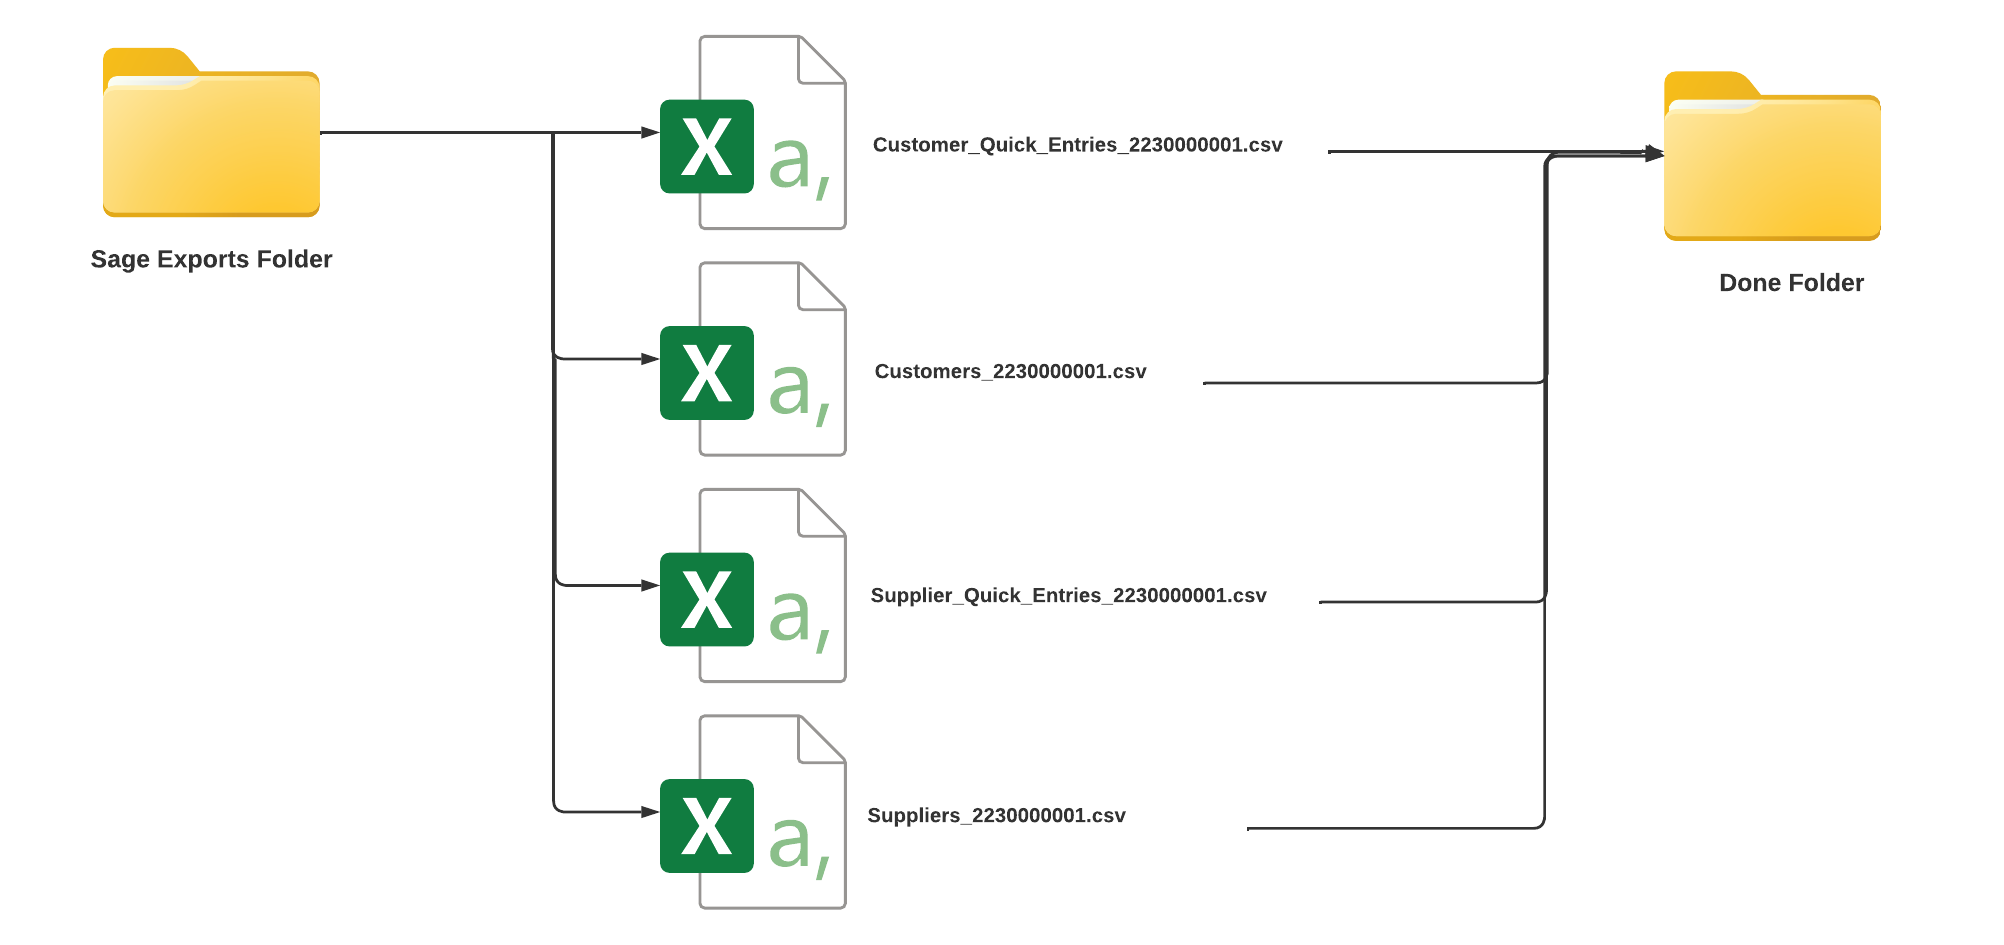 X
a,
Customer_Quick_Entries_2230000001.csv
Sage Exports Folder
Done Folder
X
a,
Customers_2230000001.csv
X
a,
Supplier_Quick_Entries_2230000001.csv
X
a,
Suppliers_2230000001.csv